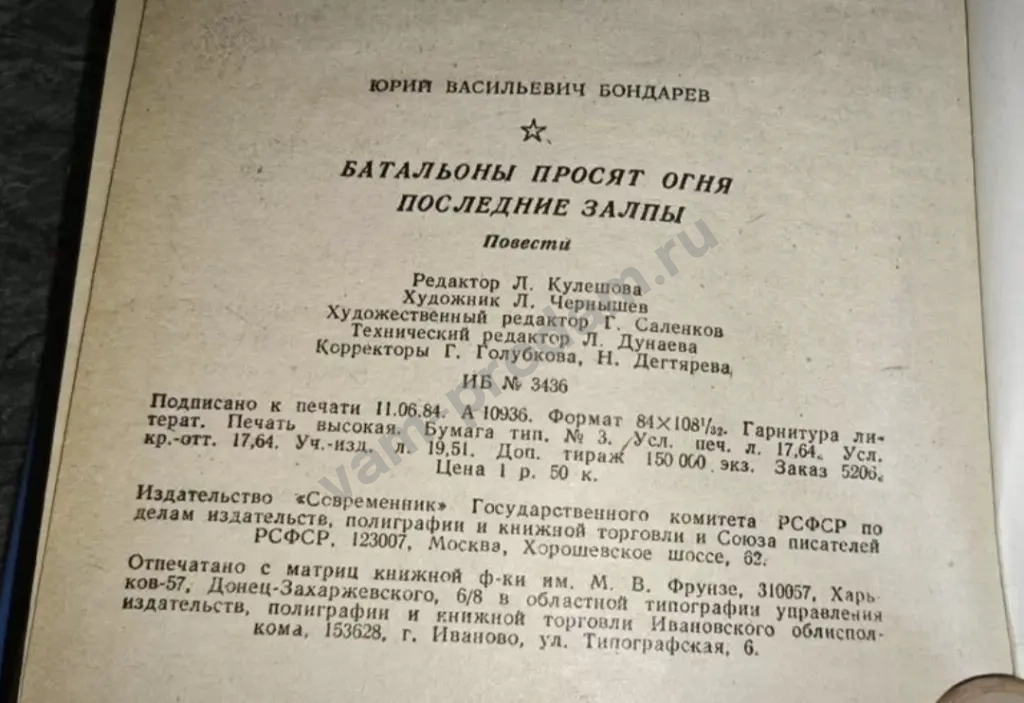 ЮРИЙ ВАСИЛЬЕВИЧ БОНДАРЕВ
БАТАЛЬОНЫ ПРОСЯТ ОГНЯ
ПОСЛЕДНИЕ ЗАЛПЫ
Повести
Редактор Л. Кулешова
Художник Л. Чернышев
Художественный редактор Г. Саленков
Технический редактор Л. Дунаева
Корректоры Г. Голубкова, Н. Дегтярева
ИБ № 3436
Подписано к печати 11.06.84. А 10936. Формат 84×108 1/32. Гарнитура ли-
терат. Печать высокая. Бумага тип. № 3. Усл. печ. л. 17,64. Усл.
кр.-отт. 17,64. Уч.-изд. л. 19,51. Доп. тираж 150 000 экз. Заказ 5206.
Цена 1 р. 50 к.
Издательство «Современник» Государственного комитета РСФСР по
делам издательств, полиграфии и книжной торговли и Союза писателей
РСФСР. 123007, Москва, Хорошевское шоссе, 62.
Отпечатано с матриц книжной ф-ки им. М. В. Фрунзе, 310057, Харь-
ков-57, Донец-Захаржевского, 6/8 в областной типографии управления
издательств, полиграфии и книжной торговли Ивановского облиспол-
кома, 153628, г. Иваново, ул. Типографская, 6.
yam-prodam.ru